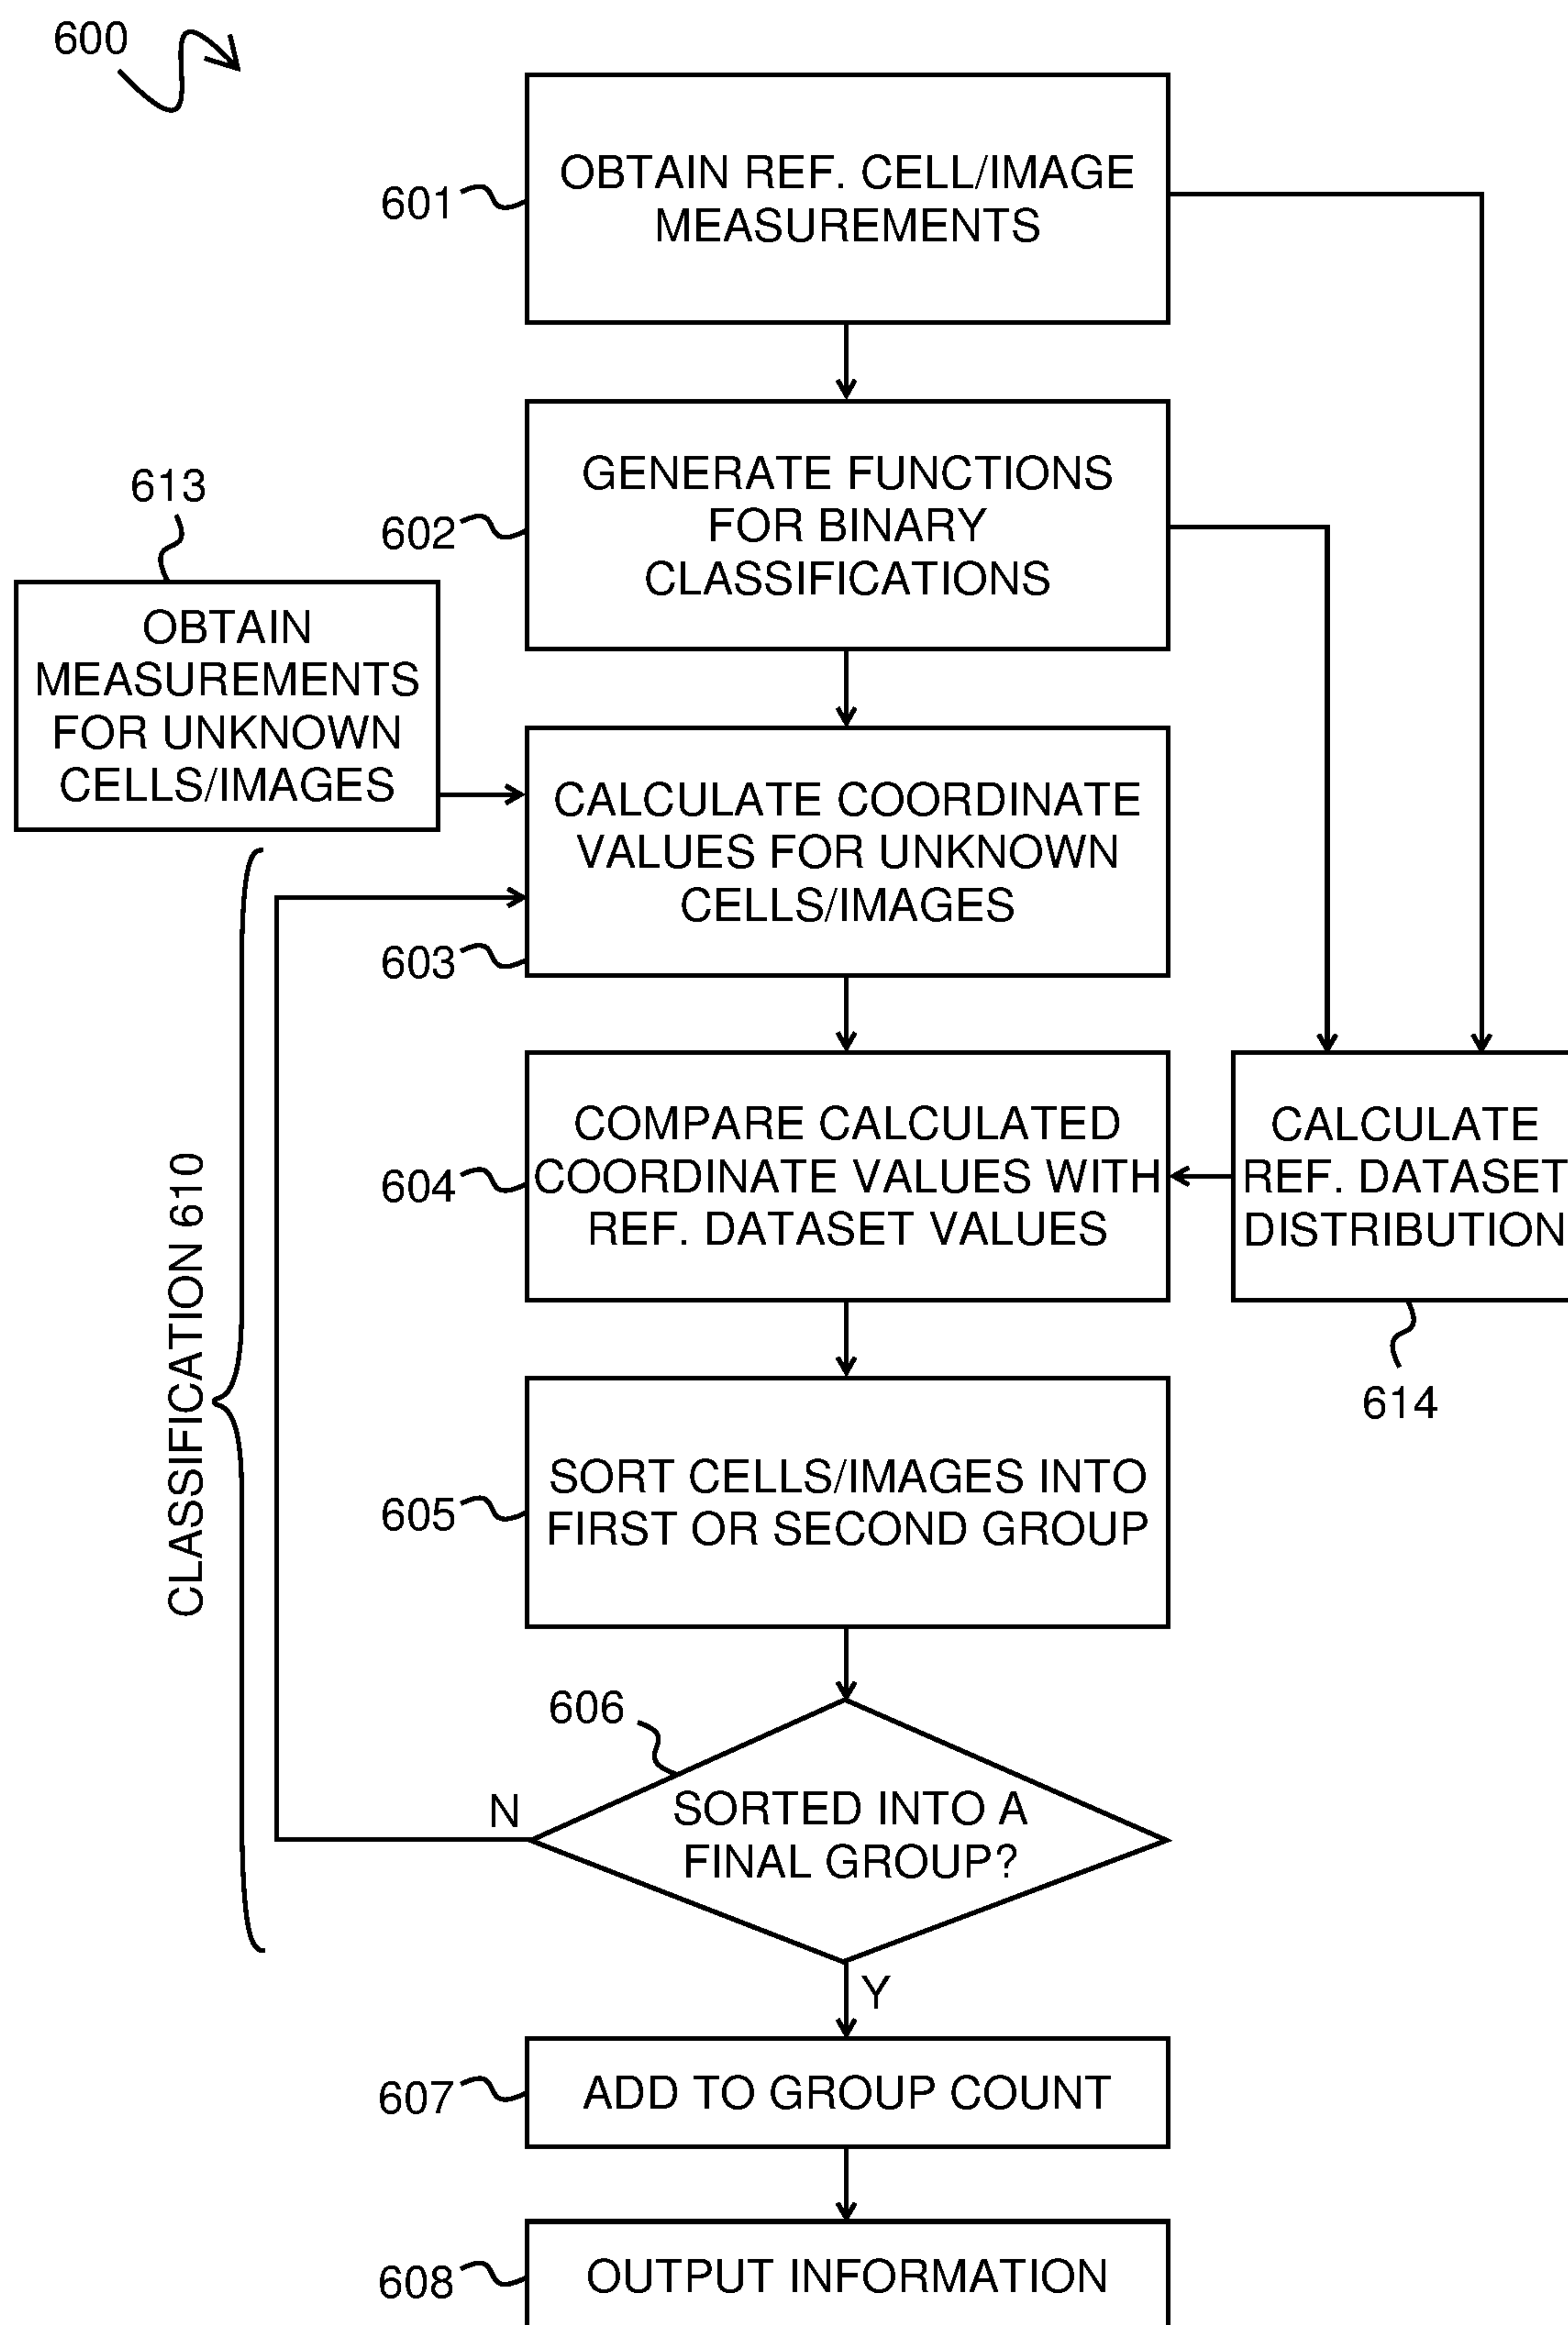 600
601
OBTAIN REF. CELL/IMAGE
MEASUREMENTS
602
GENERATE FUNCTIONS
FOR BINARY
CLASSIFICATIONS
613
OBTAIN
MEASUREMENTS
FOR UNKNOWN
CELLS/IMAGES
CALCULATE COORDINATE
VALUES FOR UNKNOWN
CELLS/IMAGES
603
604
COMPARE CALCULATED
COORDINATE VALUES WITH
REF. DATASET VALUES
CALCULATE
REF. DATASET
DISTRIBUTION
614
CLASSIFICATION 610
605
SORT CELLS/IMAGES INTO
FIRST OR SECOND GROUP
606
SORTED INTO A
FINAL GROUP?
N
Y
607
ADD TO GROUP COUNT
608
OUTPUT INFORMATION